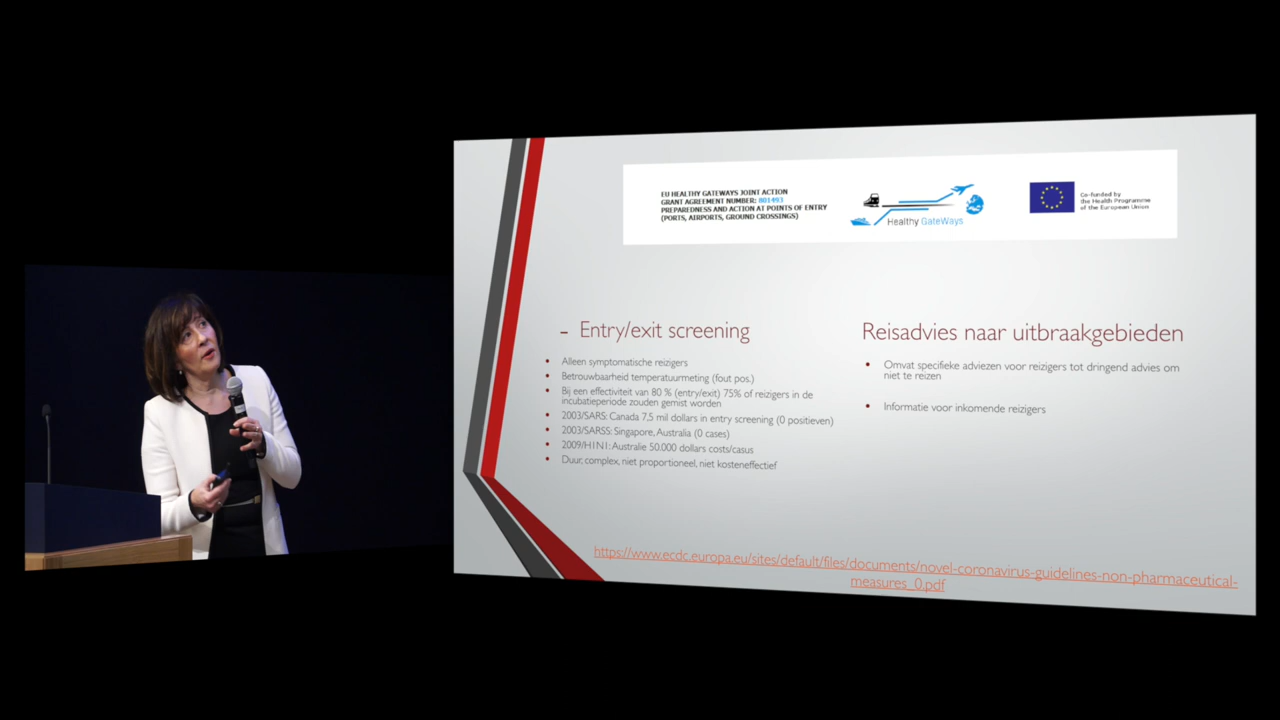 EU HEALTHY GATEWAYS JOINT ACTION
GRANT AGREEMENT NUMBER: 801493
PREPAREDNESS AND ACTION AT POINTS OF ENTRY
(PORTS, AIRPORTS, GROUND CROSSINGS)
Healthy GateWays
Co-funded by
the Health Programme
of the European Union
- Entry/exit screening
• Alleen symptomatische reizigers
• Betrouwbaarheid temperatuurmeting (fout pos.)
• Bij een effectiviteit van 80 % (entry/exit) 75% of reizigers in de
incubatieperiode zouden gemist worden
• 2003/SARS: Canada 7,5 mil dollars in entry screening (0 positieven)
• 2003/SARSS: Singapore, Australia (0 cases)
• 2009/H1N1: Australie 50.000 dollars costs/casus
• Duur, complex, niet proportioneel, niet kosteneffectief
Reisadvies naar uitbraakgebieden
• Omvat specifieke adviezen voor reizigers tot dringend advies om
niet te reizen
• Informatie voor inkomende reizigers
https://www.ecdc.europa.eu/sites/default/files/documents/novel-coronavirus-guidelines-non-pharmaceutical-
measures_0.pdf